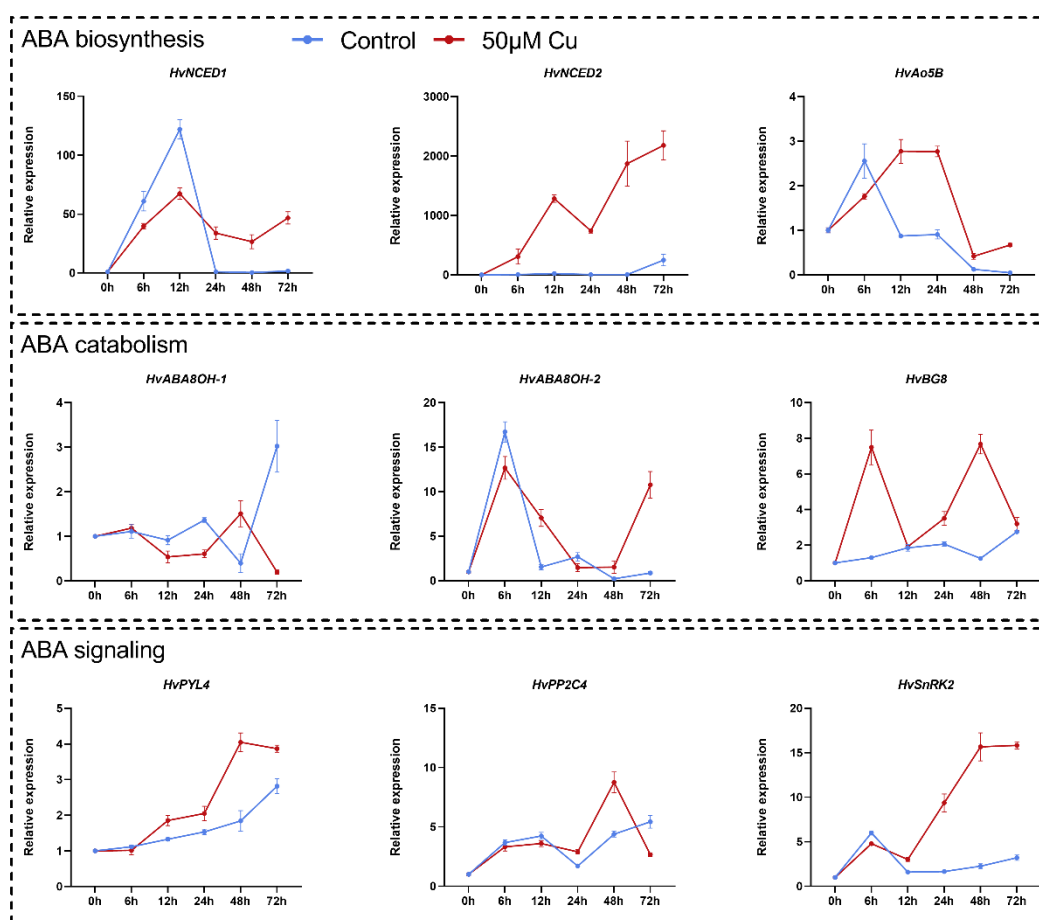 ABA biosynthesis Control 50μM Cu
HvNCED1 HvNCED2 HvAo5B
Relative expression
150
100
50
0
0h 6h 12h 24h 48h 72h
Relative expression
3000
2000
1000
0
0h 6h 12h 24h 48h 72h
Relative expression
4
3
2
1
0
0h 6h 12h 24h 48h 72h
ABA catabolism
HvABA8OH-1 HvABA8OH-2 HvBG8
Relative expression
4
3
2
1
0
0h 6h 12h 24h 48h 72h
Relative expression
20
15
10
5
0
0h 6h 12h 24h 48h 72h
Relative expression
10
8
6
4
2
0
0h 6h 12h 24h 48h 72h
ABA signaling
HvPYL4 HvPP2C4 HvSnRK2
Relative expression
5
4
3
2
1
0
0h 6h 12h 24h 48h 72h
Relative expression
15
10
5
0
0h 6h 12h 24h 48h 72h
Relative expression
20
15
10
5
0
0h 6h 12h 24h 48h 72h